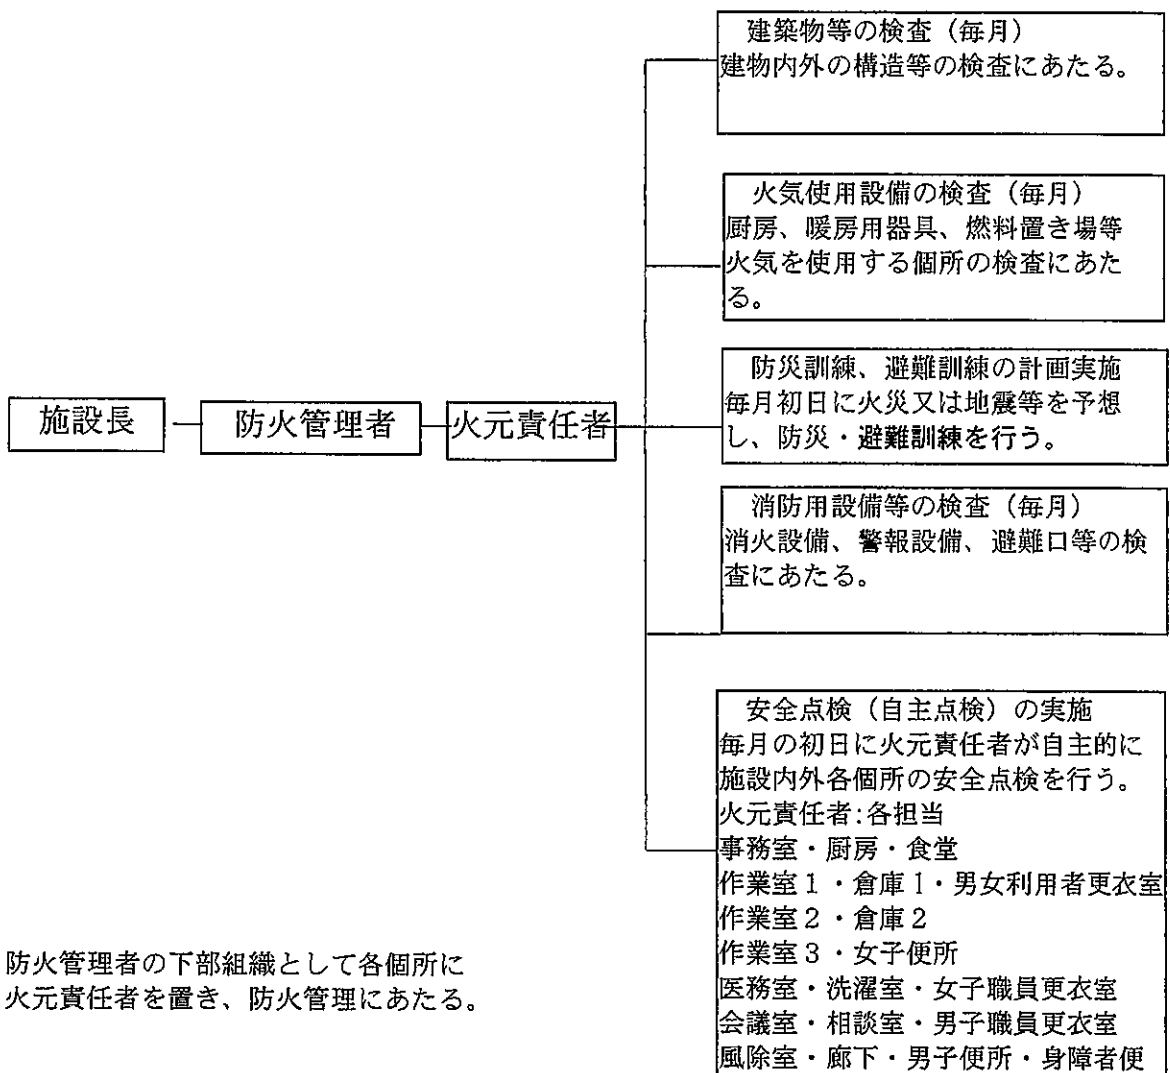 建築物等の検査（毎月）
建物内外の構造等の検査にあたる。
火気使用設備の検査（毎月）
厨房、暖房用器具、燃料置き場等
火気を使用する個所の検査にあた
る。
防災訓練、避難訓練の計画実施
毎月初日に火災又は地震等を予想
し、防災・避難訓練を行う。
施設長
防火管理者
火元責任者
消防用設備等の検査（毎月）
消火設備、警報設備、避難口等の検
査にあたる。
安全点検（自主点検）の実施
毎月の初日に火元責任者が自主的に
施設内外各個所の安全点検を行う。
火元責任者:各担当
事務室・厨房・食堂
作業室１・倉庫１・男女利用者更衣室
作業室２・倉庫２
作業室３・女子便所
医務室・洗濯室・女子職員更衣室
会議室・相談室・男子職員更衣室
風除室・廊下・男子便所・身障者便
防火管理者の下部組織として各個所に
火元責任者を置き、防火管理にあたる。